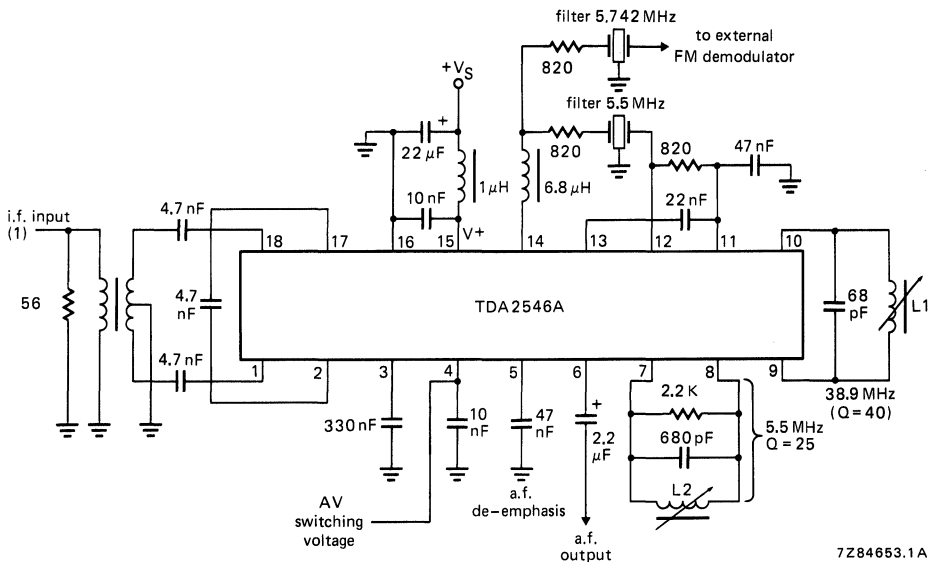 filter 5,742 MHz
to external
FM demodulator
820
+VS
filter 5.5 MHz
+
22 µF
820
820
47 nF
1 µH
6.8 µH
10 nF
22 nF
V+
4.7 nF
i.f. input
(1)
18
17
16
15
14
13
12
11
10
56
4.7
nF
TDA2546A
68
pF
L1
4.7 nF
1
2
3
4
5
6
7
8
9
38.9 MHz
(Q = 40)
330 nF
10
nF
47
nF
+
2.2
µF
2.2 K
680 pF
L2
5.5 MHz
Q = 25
AV
switching
voltage
a.f.
de-emphasis
a.f.
output
7Z84653.1A